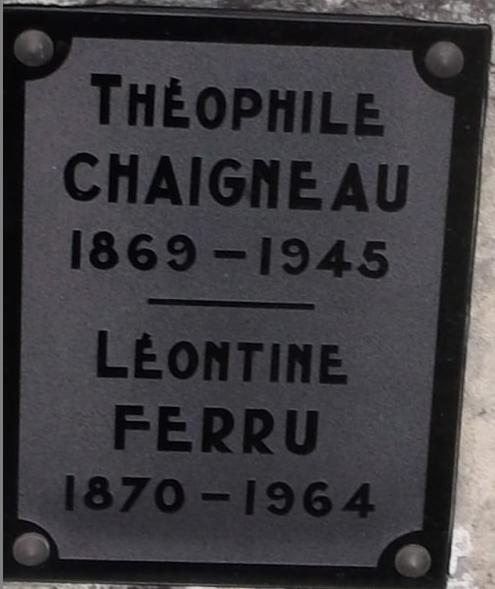 THÉOPHILE
CHAIGNEAU
1869 - 1945
LÉONTINE
FERRU
1870 - 1964